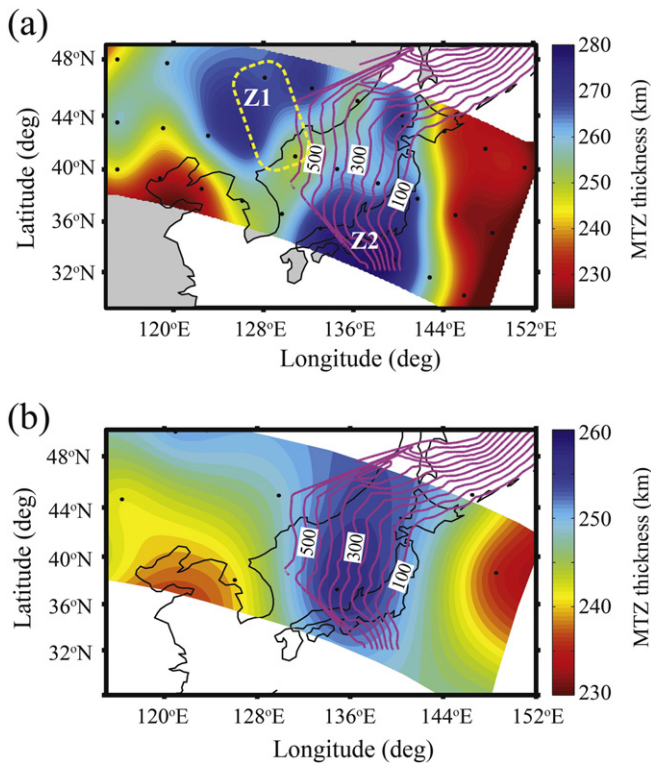 (a)
48°N
44°N
40°N
36°N
32°N
Latitude (deg)
Z1
500
300
100
Z2
120°E 128°E 136°E 144°E 152°E
Longitude (deg)
280
270
260
250
240
230
MTZ thickness (km)
(b)
48°N
44°N
40°N
36°N
32°N
Latitude (deg)
500
300
100
120°E 128°E 136°E 144°E 152°E
Longitude (deg)
260
250
240
230
MTZ thickness (km)